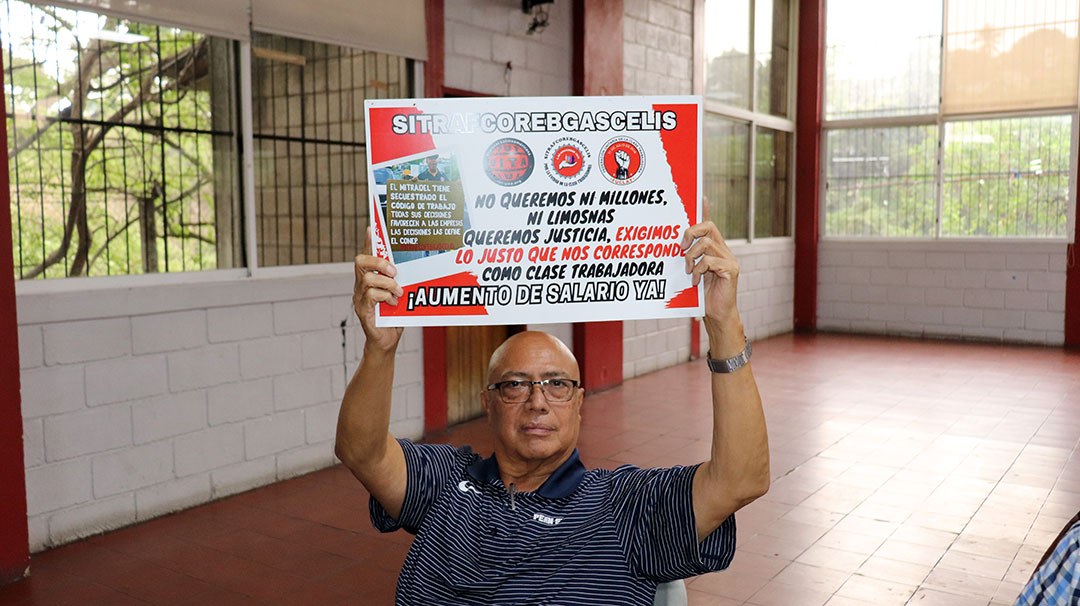 SITRAFCOREBGASCELIS
EL MITRADEL TIENE
SECUESTRADO EL
CÓDIGO DE TRABAJO
TODAS SUS DECISIONES
FAVORECEN A LAS EMPRESAS
LAS DECISIONES LAS DEFINE
EL CONEP.
NO QUEREMOS NI MILLONES,
NI LIMOSNAS
QUEREMOS JUSTICIA, EXIGIMOS
LO JUSTO QUE NOS CORRESPONDE
COMO CLASE TRABAJADORA
¡AUMENTO DE SALARIO YA!